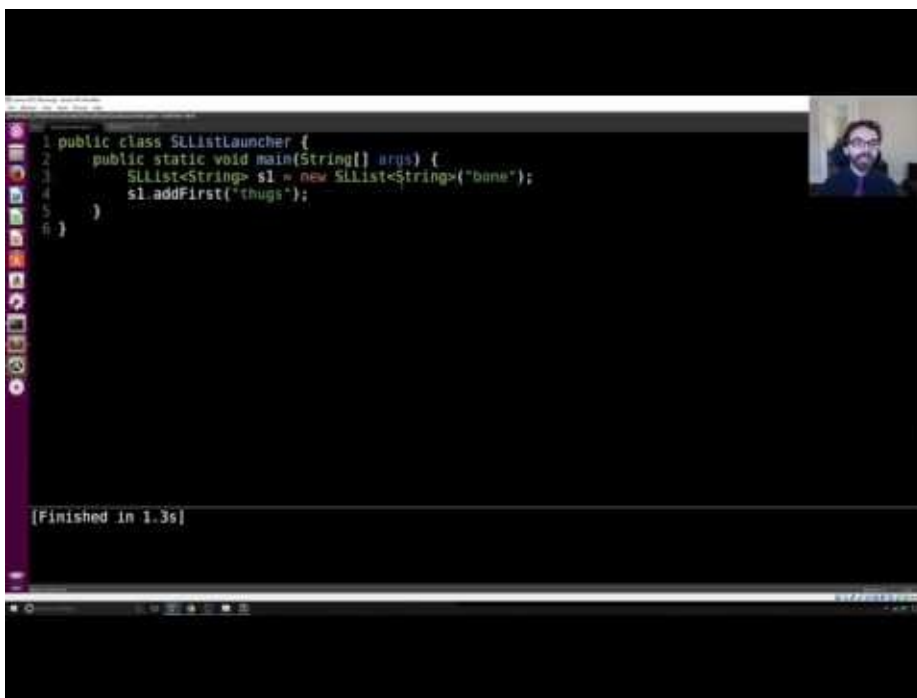 1 public class SLListLauncher {
2 public static void main(String[] args) {
3 SLList<String> s1 = new SLList<String>("bone");
4 s1.addFirst("thugs");
5 }
6 }
[Finished in 1.3s]